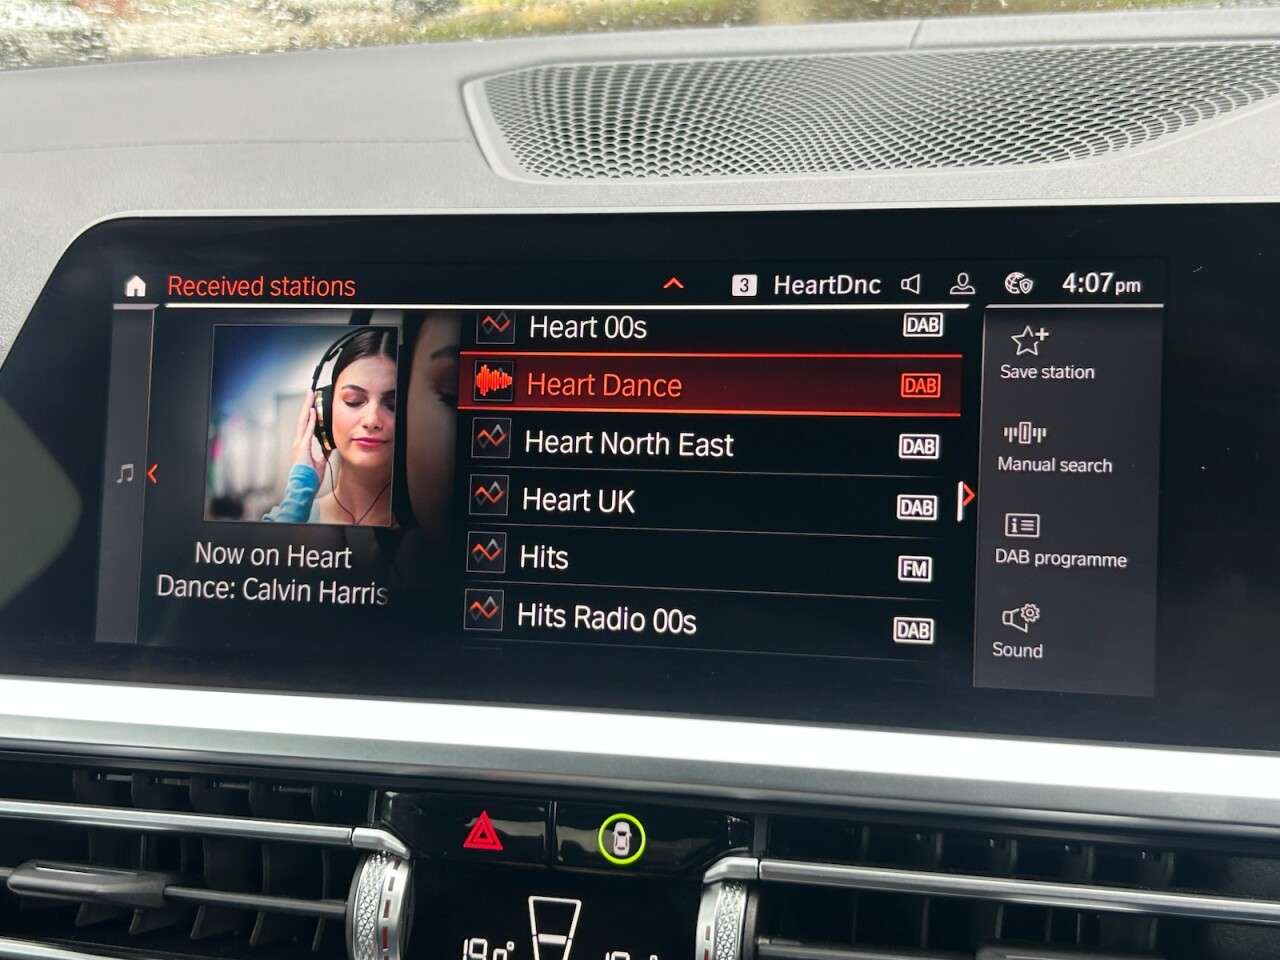 Received stations
3 HeartDnc 4:07pm
Heart 00s DAB
Heart Dance DAB
Heart North East DAB
Heart UK DAB
Hits FM
Hits Radio 00s DAB
Now on Heart
Dance: Calvin Harris
Save station
Manual search
DAB programme
Sound
19.0°